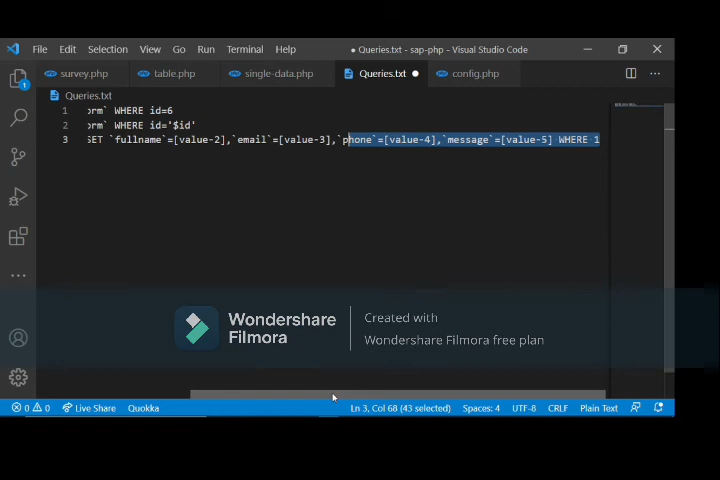 File Edit Selection View Go Run Terminal Help ● Queries.txt - sap-php - Visual Studio Code
survey.php table.php single-data.php Queries.txt ● config.php
Queries.txt
1 orm` WHERE id=6
2 orm` WHERE id='$id'
3 SET `fullname`=[value-2],`email`=[value-3],`phone`=[value-4],`message`=[value-5] WHERE 1
1
Wondershare
Filmora
Created with
Wondershare Filmora free plan
0 0 Live Share Quokka Ln 3, Col 68 (43 selected) Spaces: 4 UTF-8 CRLF Plain Text